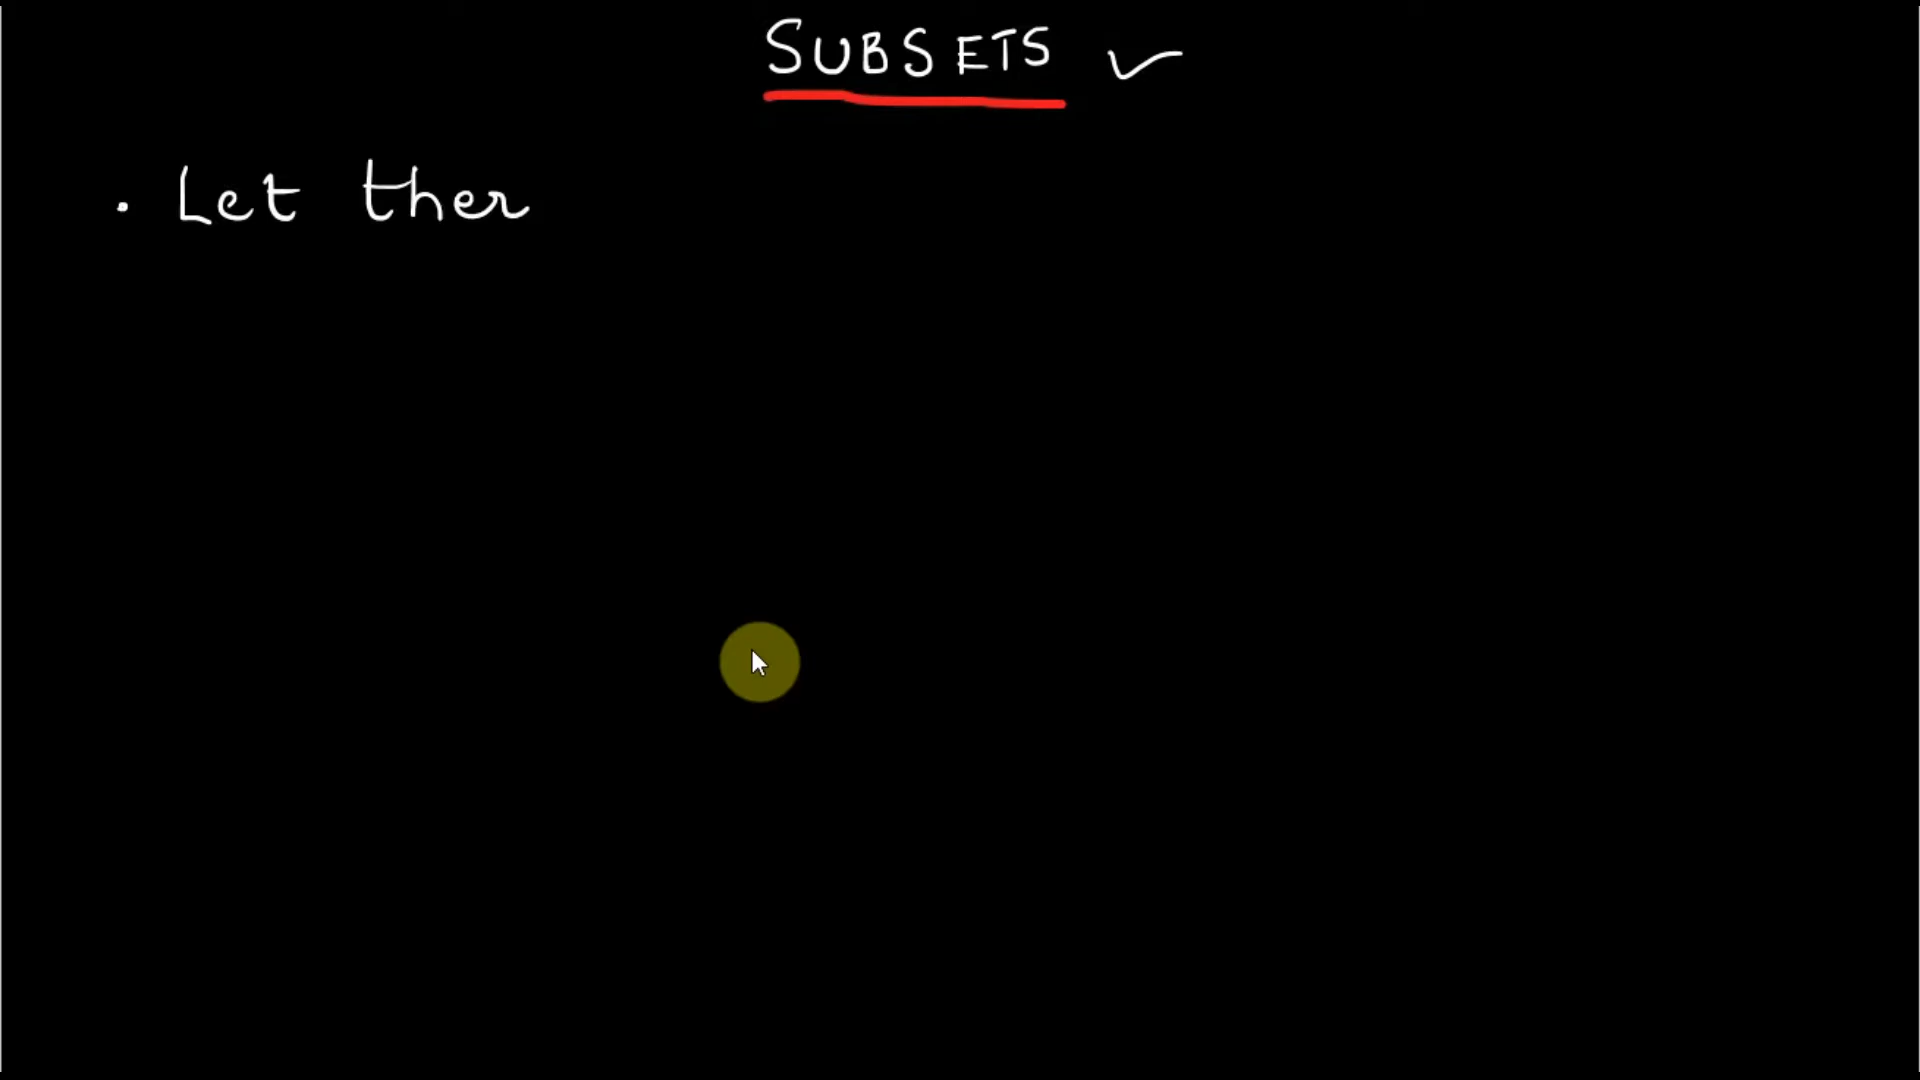 SUBSETS ✓
. Let ther